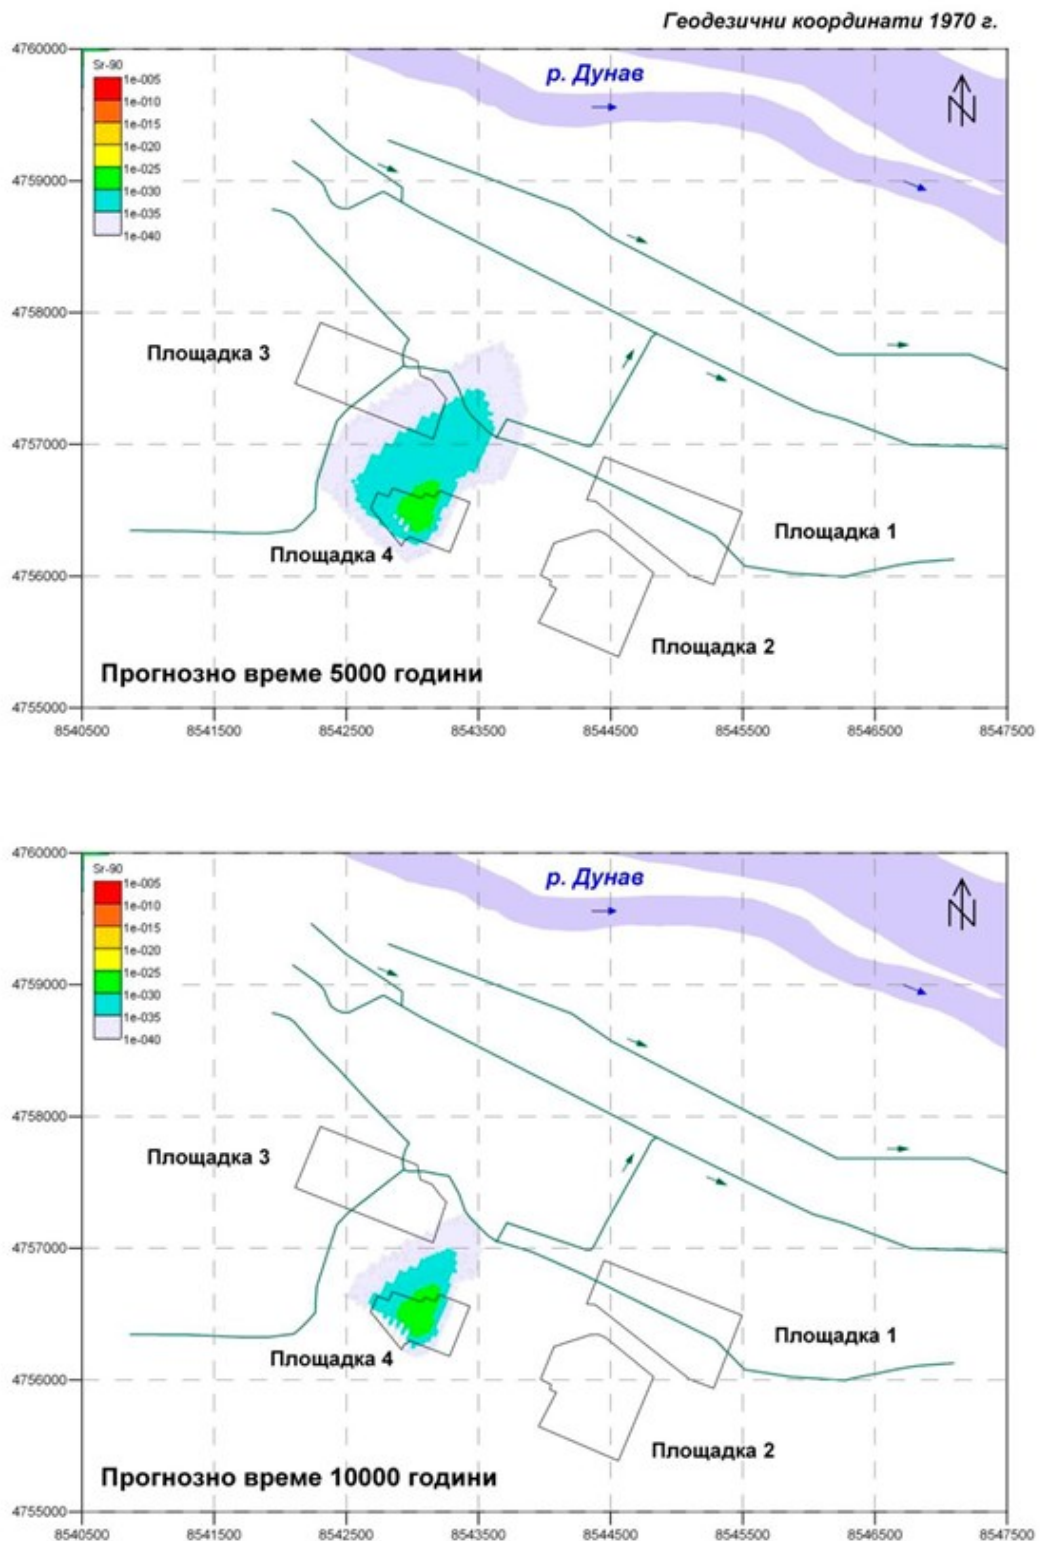 Геодезични координати 1970 г.
4760000
Sr-90
1e-005
1e-010
1e-015
1e-020
1e-025
1e-030
1e-035
1e-040
р. Дунав
N
4759000
4758000
Площадка 3
4757000
Площадка 1
Площадка 4
4756000
Площадка 2
Прогнозно време 5000 години
4755000
8540500 8541500 8542500 8543500 8544500 8545500 8546500 8547500
4760000
Sr-90
1e-005
1e-010
1e-015
1e-020
1e-025
1e-030
1e-035
1e-040
р. Дунав
N
4759000
4758000
Площадка 3
4757000
Площадка 1
Площадка 4
4756000
Площадка 2
Прогнозно време 10000 години
4755000
8540500 8541500 8542500 8543500 8544500 8545500 8546500 8547500